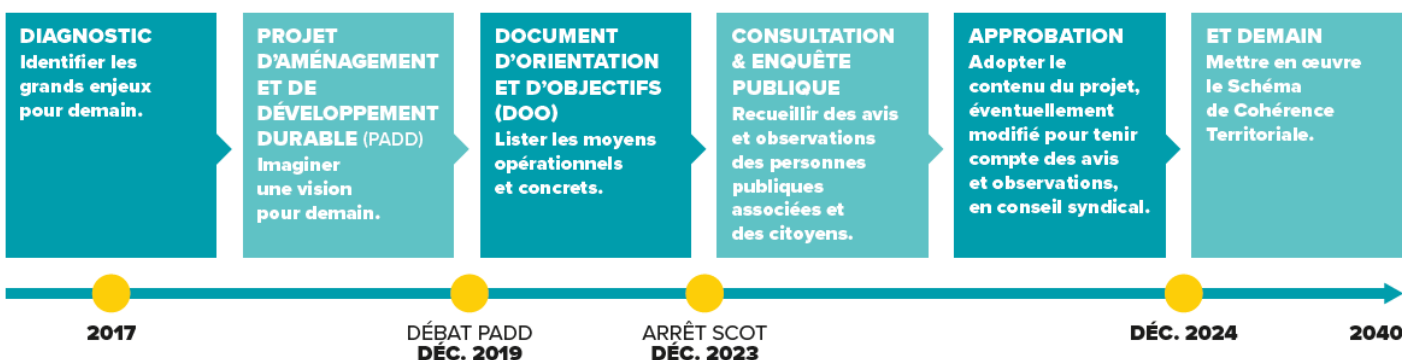 DIAGNOSTIC
Identifier les
grands enjeux
pour demain.
PROJET
D'AMÉNAGEMENT
ET DE
DÉVELOPPEMENT
DURABLE (PADD)
Imaginer
une vision
pour demain.
DOCUMENT
D'ORIENTATION
ET D'OBJECTIFS
(DOO)
Lister les moyens
opérationnels
et concrets.
CONSULTATION
& ENQUÊTE
PUBLIQUE
Recueillir des avis
et observations
des personnes
publiques
associées et
des citoyens.
APPROBATION
Adopter le
contenu du projet,
éventuellement
modifié pour tenir
compte des avis
et observations,
en conseil syndical.
ET DEMAIN
Mettre en œuvre
le Schéma
de Cohérence
Territoriale.
2017
DÉBAT PADD
DÉC. 2019
ARRÊT SCOT
DÉC. 2023
DÉC. 2024
2040